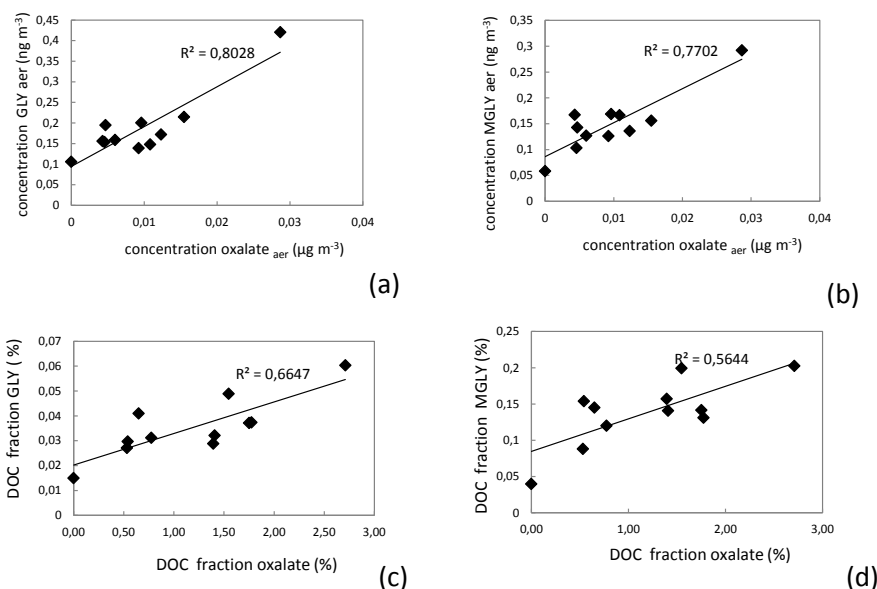 concentration GLY aer (ng m-3)
0,45
0,4
0,35
0,3
0,25
0,2
0,15
0,1
0,05
0
R² = 0,8028
0 0,01 0,02 0,03 0,04
concentration oxalate aer (µg m-3)
(a)
concentration MGLY aer (ng m-3)
0,35
0,3
0,25
0,2
0,15
0,1
0,05
0
R² = 0,7702
0 0,01 0,02 0,03 0,04
concentration oxalate aer (µg m-3)
(b)
DOC fraction GLY (%)
0,07
0,06
0,05
0,04
0,03
0,02
0,01
0
R² = 0,6647
0,00 0,50 1,00 1,50 2,00 2,50 3,00
DOC fraction oxalate (%)
(c)
DOC fraction MGLY (%)
0,25
0,2
0,15
0,1
0,05
0
R² = 0,5644
0,00 1,00 2,00 3,00
DOC fraction oxalate (%)
(d)